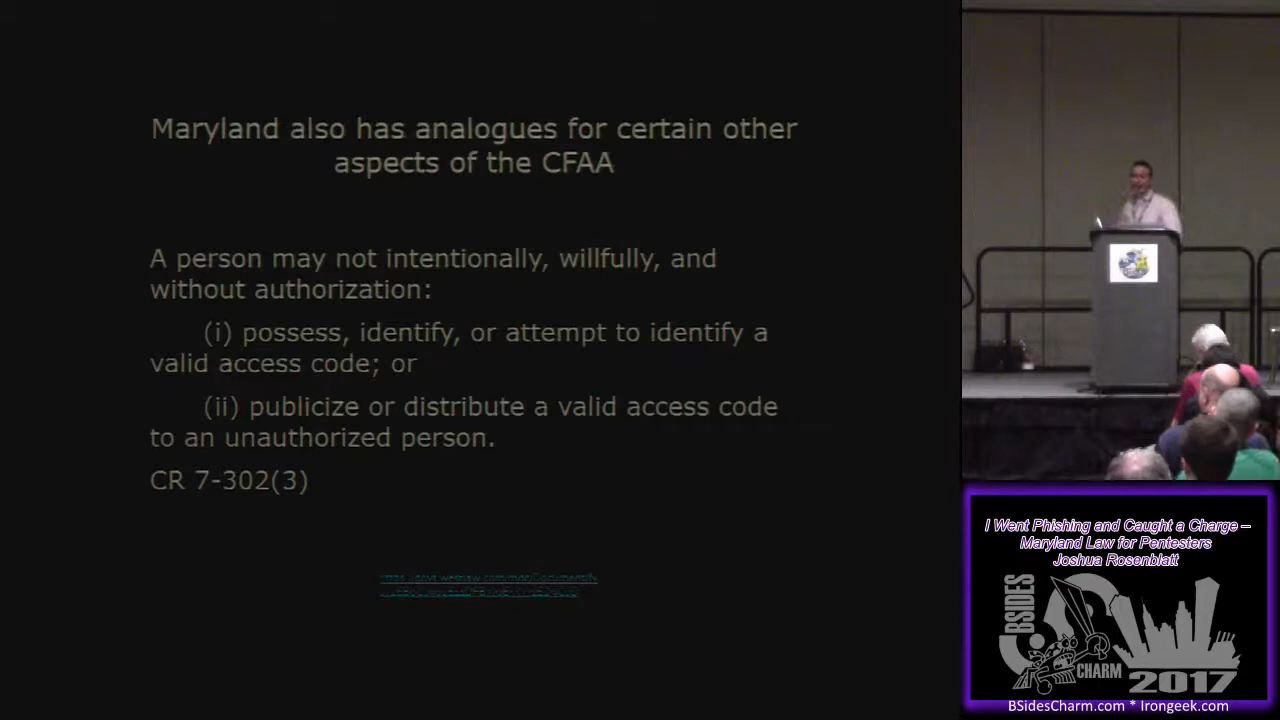 Maryland also has analogues for certain other
aspects of the CFAA
A person may not intentionally, willfully, and
without authorization:
(i) possess, identify, or attempt to identify a
valid access code; or
(ii) publicize or distribute a valid access code
to an unauthorized person.
CR 7-302(3)
I Went Phishing and Caught a Charge –
Maryland Law for Pentesters
Joshua
BSIDES
CHARM
2017
BSidesCharm.com * Irongeek.com